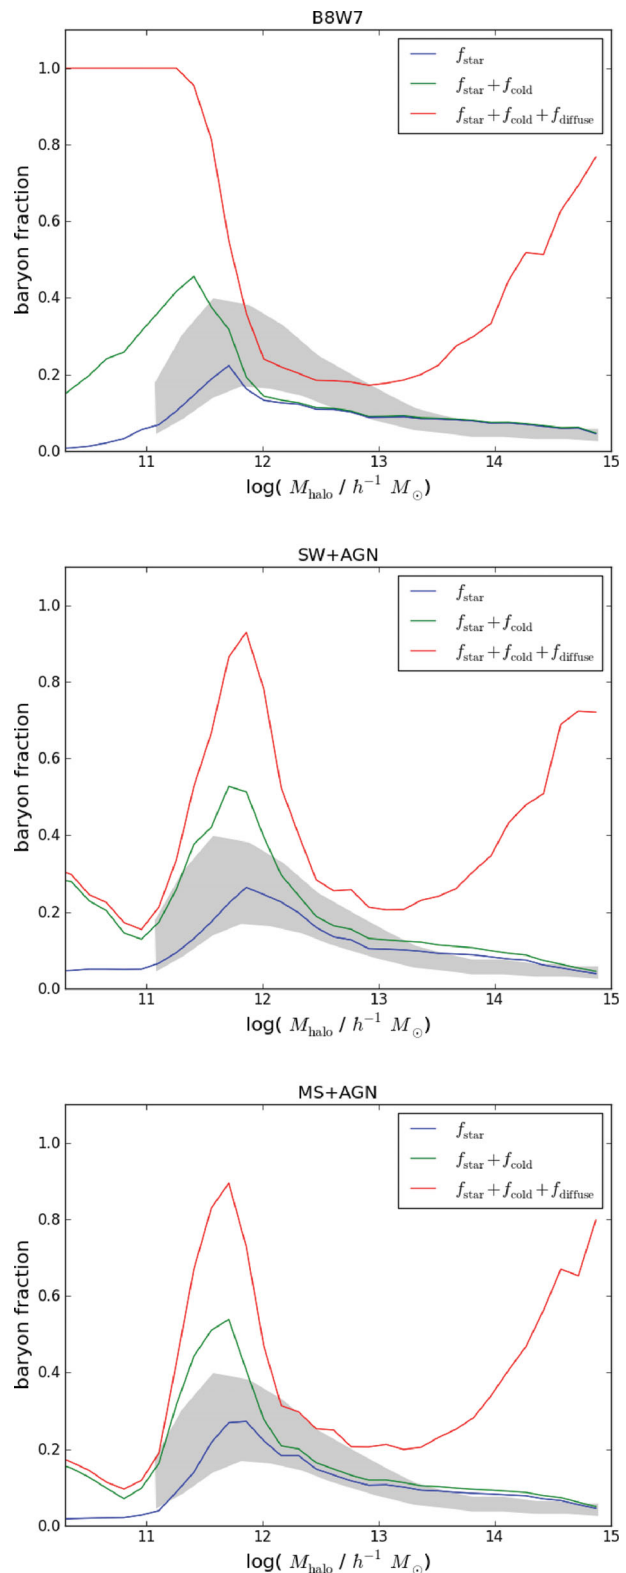 B8W7
f_star
f_star + f_cold
f_star + f_cold + f_diffuse
1.0
0.8
0.6
0.4
0.2
0.0
baryon fraction
11 12 13 14 15
log( M_halo / h⁻¹ M_⊙)
SW+AGN
f_star
f_star + f_cold
f_star + f_cold + f_diffuse
1.0
0.8
0.6
0.4
0.2
0.0
baryon fraction
11 12 13 14 15
log( M_halo / h⁻¹ M_⊙)
MS+AGN
f_star
f_star + f_cold
f_star + f_cold + f_diffuse
1.0
0.8
0.6
0.4
0.2
0.0
baryon fraction
11 12 13 14 15
log( M_halo / h⁻¹ M_⊙)